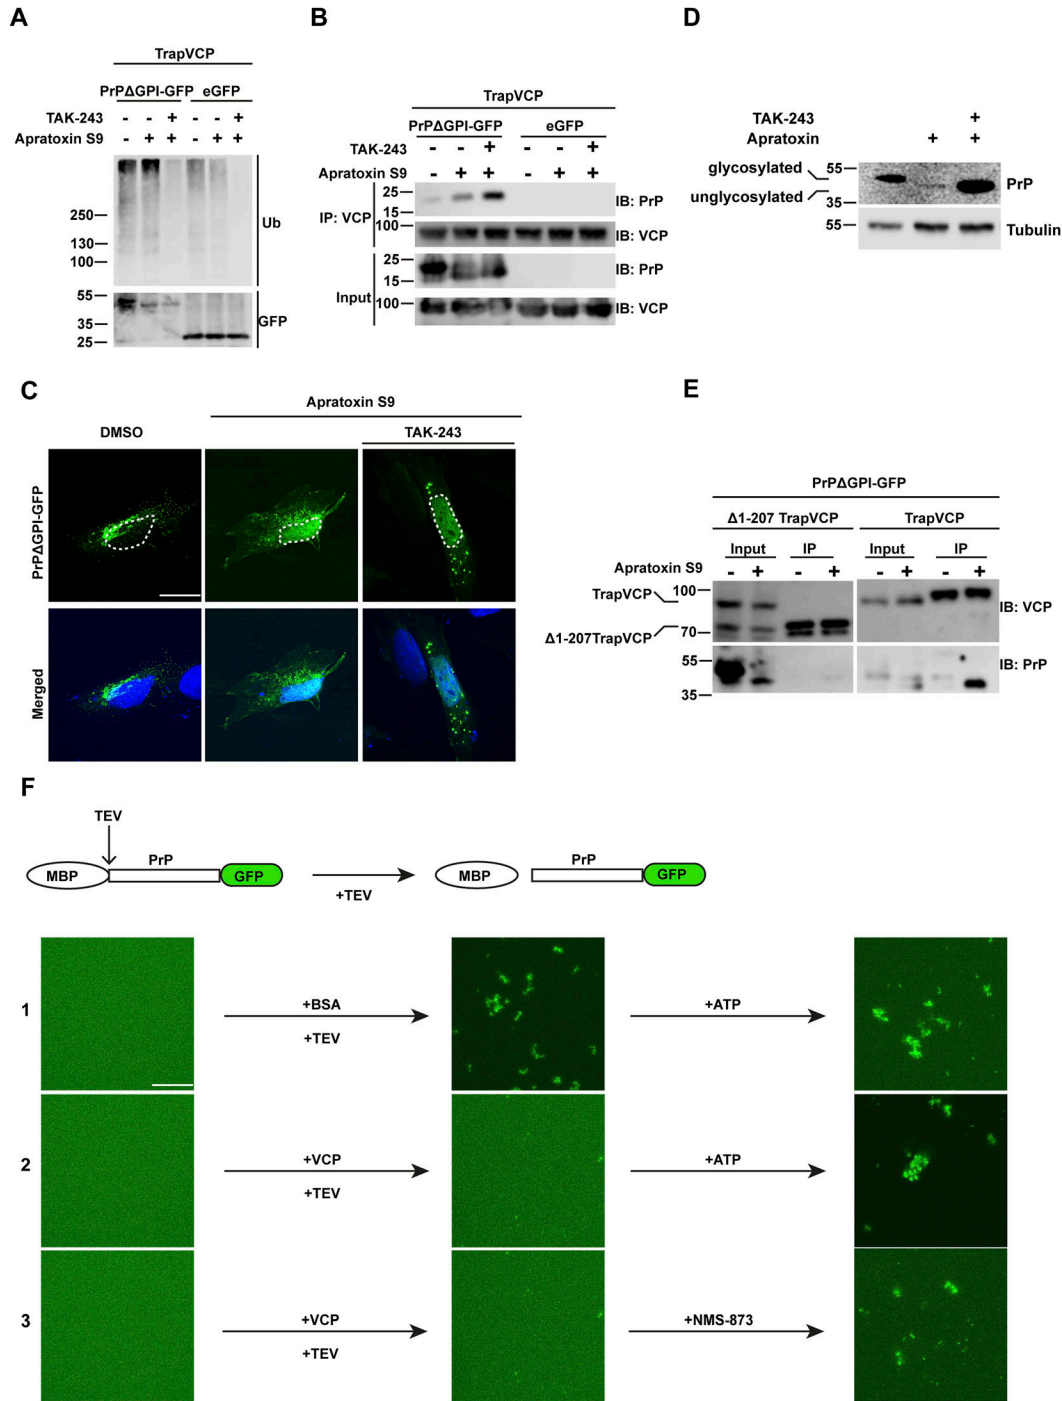 A
TrapVCP
PrPΔGPI-GFP eGFP
TAK-243 - - + - - +
Apratoxin S9 - + + - + +
250
130
100
Ub
55
35
25
GFP
B
TrapVCP
PrPΔGPI-GFP eGFP
TAK-243 - - + - - +
Apratoxin S9 - + + - + +
IP: VCP
25
15
IB: PrP
100
IB: VCP
Input
25
15
IB: PrP
100
IB: VCP
D
TAK-243 +
Apratoxin + +
glycosylated
unglycosylated
55
35
PrP
55
Tubulin
C
Apratoxin S9
DMSO TAK-243
PrPΔGPI-GFP
Merged
E
PrPΔGPI-GFP
Δ1-207 TrapVCP TrapVCP
Input IP Input IP
Apratoxin S9 - + - + - + - +
TrapVCP
100
Δ1-207TrapVCP
70
IB: VCP
55
35
IB: PrP
F
TEV
MBP PrP GFP
+TEV
MBP PrP GFP
1
+BSA
+TEV
+ATP
2
+VCP
+TEV
+ATP
3
+VCP
+TEV
+NMS-873